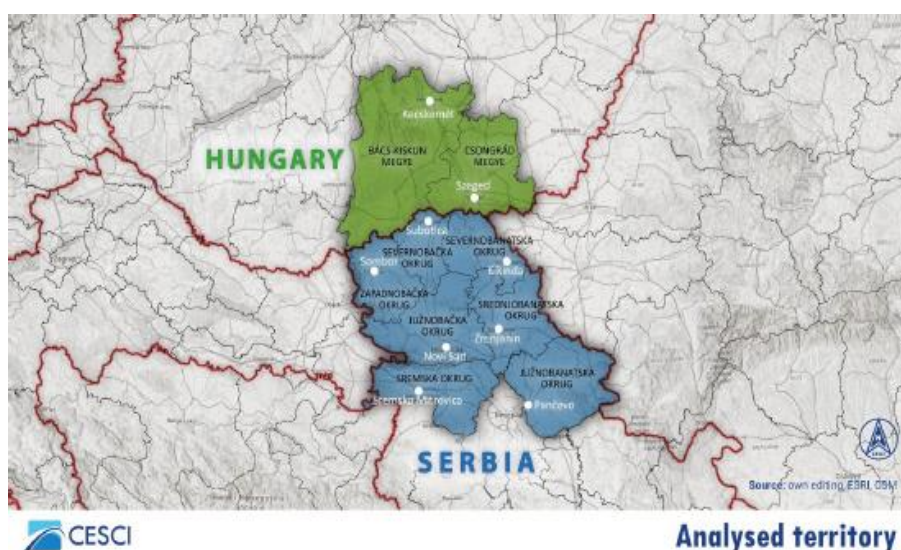 Kecskemét
HUNGARY
BÁCS-KISKUN
MEGYE
CSONGRÁD
MEGYE
Szeged
Subotica
SEVERNOBAČKA
OKRUG
SEVERNOBANATSKA
OKRUG
Sombor
Kikinda
ZAPADNOBAČKA
OKRUG
SREDNJOBANATSKA
OKRUG
JUŽNOBAČKA
OKRUG
Zrenjanin
Novi Sad
SREMSKA OKRUG
JUŽNOBANATSKA
OKRUG
Sremska Mitrovica
Pančevo
SERBIA
CESCI
Source: own editing, ESRI, OSM
CESCI
Analysed territory